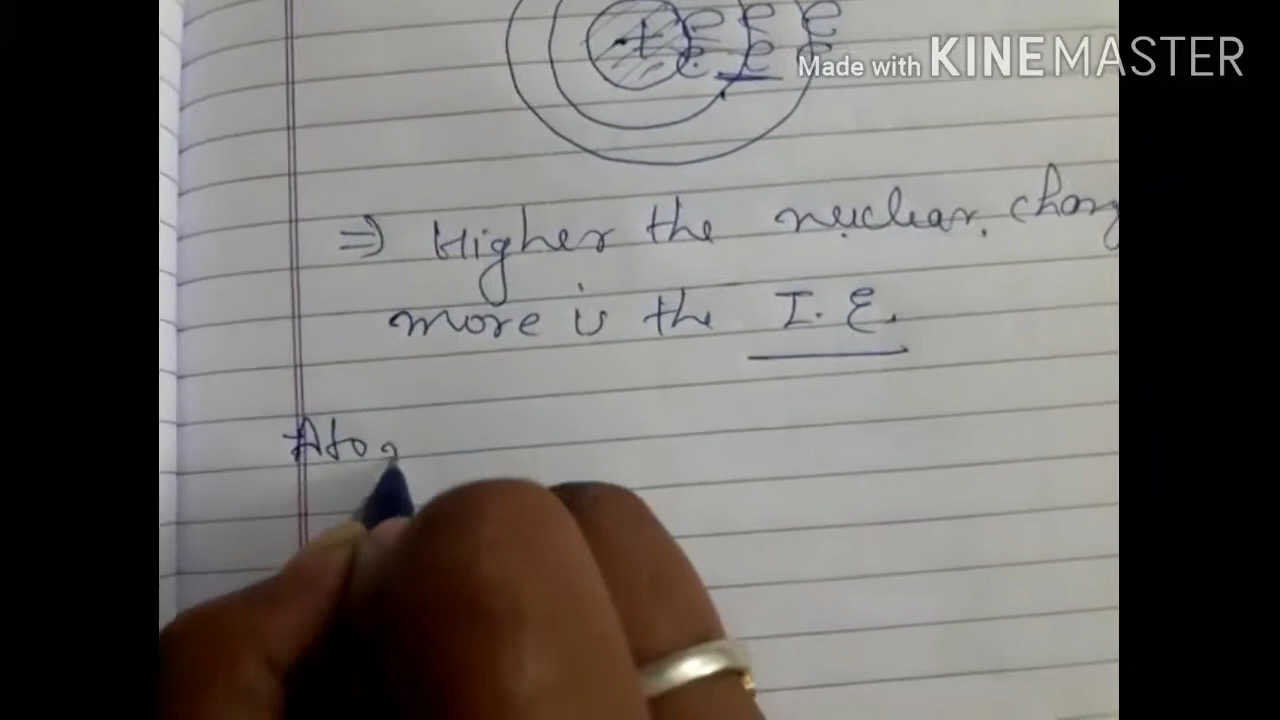 + e e e
e e e
Made with KINEMASTER
⇒ Higher the nuclear charg
more is the I.E.
Ato